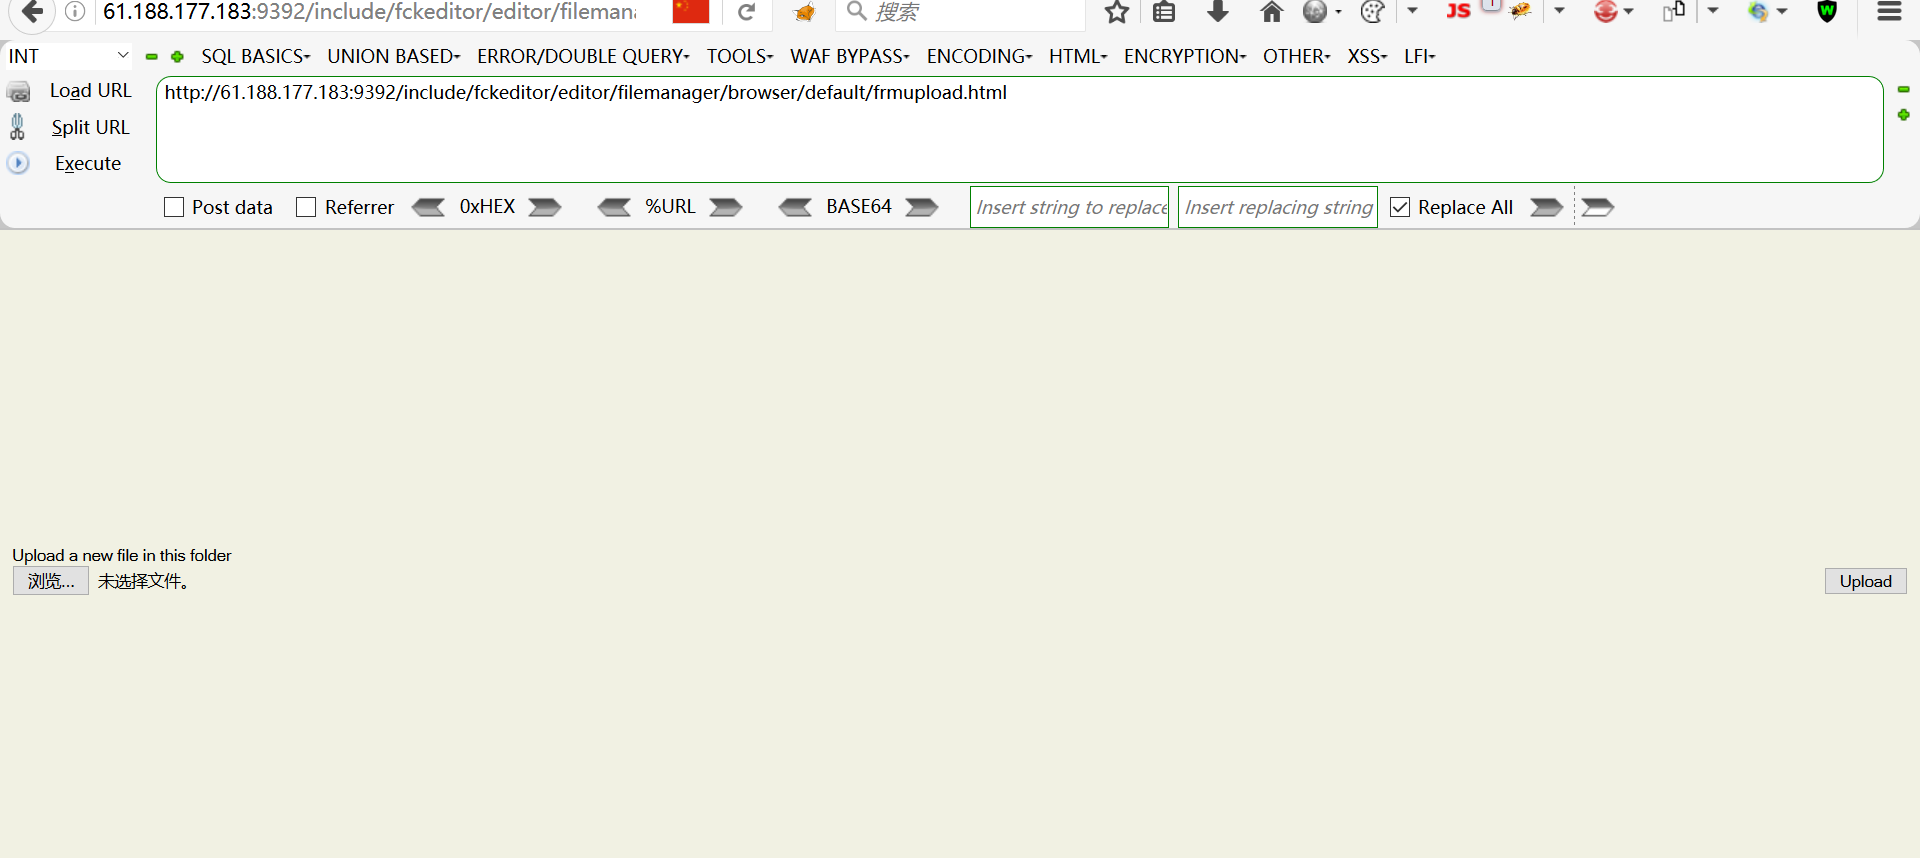 61.188.177.183:9392/include/fckeditor/editor/filemana 搜索 JS W
INT SQL BASICS UNION BASED ERROR/DOUBLE QUERY TOOLS WAF BYPASS ENCODING HTML ENCRYPTION OTHER XSS LFI
Load URL http://61.188.177.183:9392/include/fckeditor/editor/filemanager/browser/default/frmupload.html
Split URL
Execute
Post data Referrer 0xHEX %URL BASE64 Insert string to replace Insert replacing string Replace All
Upload a new file in this folder
浏览... 未选择文件。 Upload